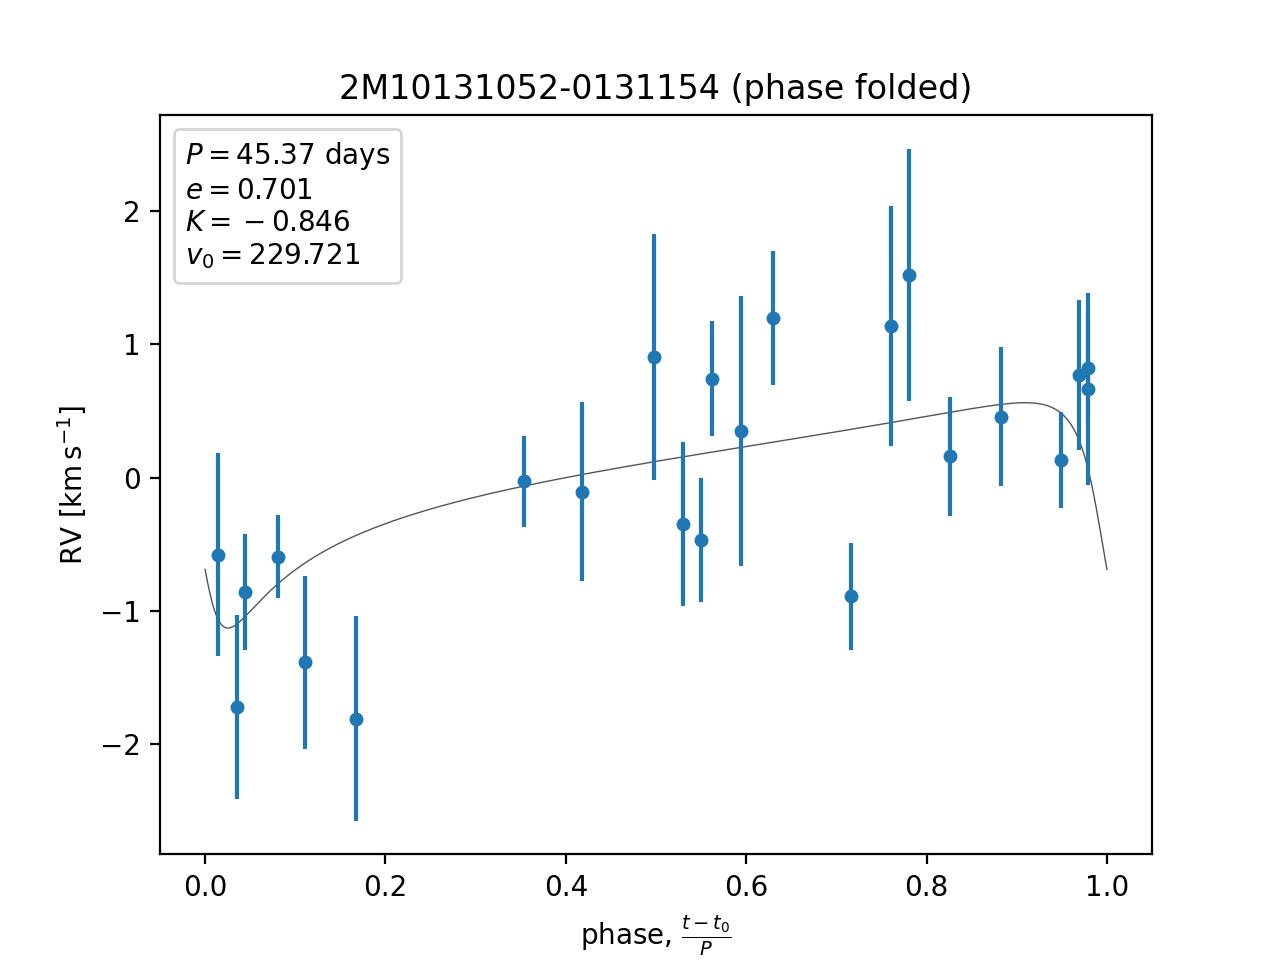 2M10131052-0131154 (phase folded)
P = 45.37 days
e = 0.701
K = − 0.846
v₀ = 229.721
RV [km s⁻¹]
2
1
0
−1
−2
0.0 0.2 0.4 0.6 0.8 1.0
phase, (t − t₀)/P